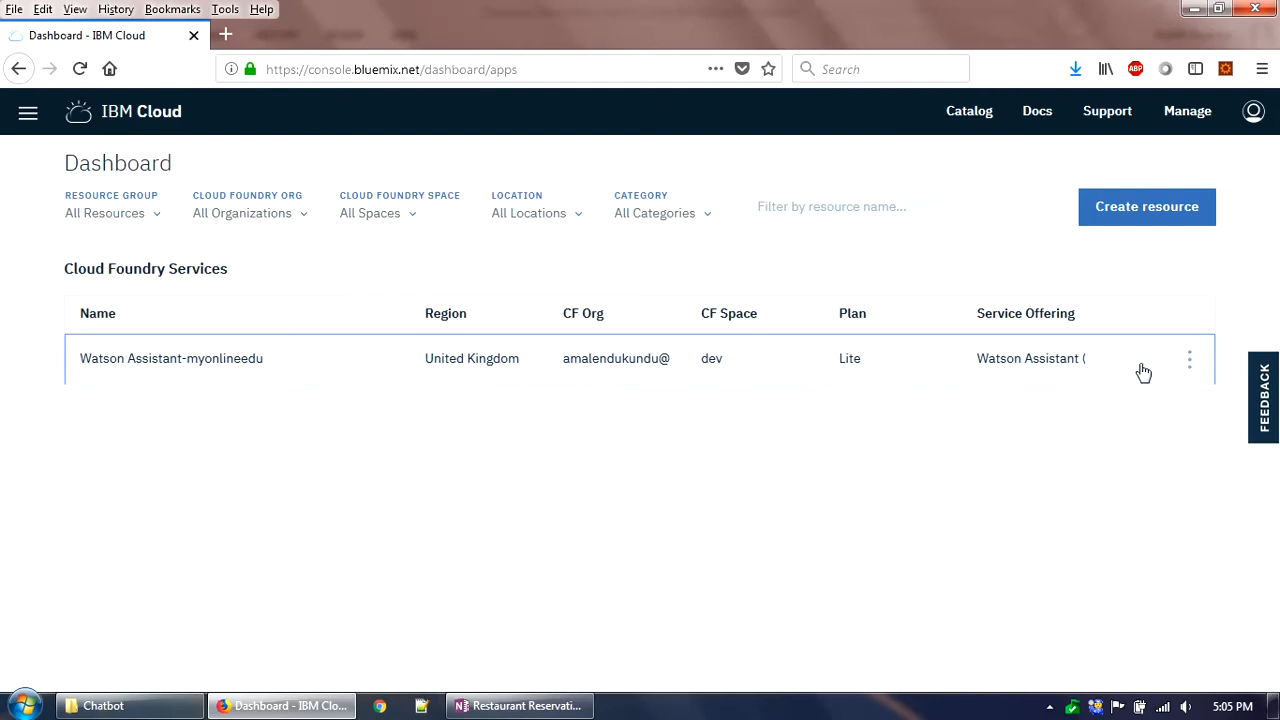 File Edit View History Bookmarks Tools Help
Dashboard - IBM Cloud
https://console.bluemix.net/dashboard/apps
Search
ABP
IBM Cloud
Catalog Docs Support Manage
Dashboard
RESOURCE GROUP CLOUD FOUNDRY ORG CLOUD FOUNDRY SPACE LOCATION CATEGORY
All Resources All Organizations All Spaces All Locations All Categories
Filter by resource name...
Create resource
Cloud Foundry Services
Name Region CF Org CF Space Plan Service Offering
Watson Assistant-myonlineedu United Kingdom amalendukundu@ dev Lite Watson Assistant (
FEEDBACK
Chatbot Dashboard - IBM Clo... Restaurant Reservati... 5:05 PM